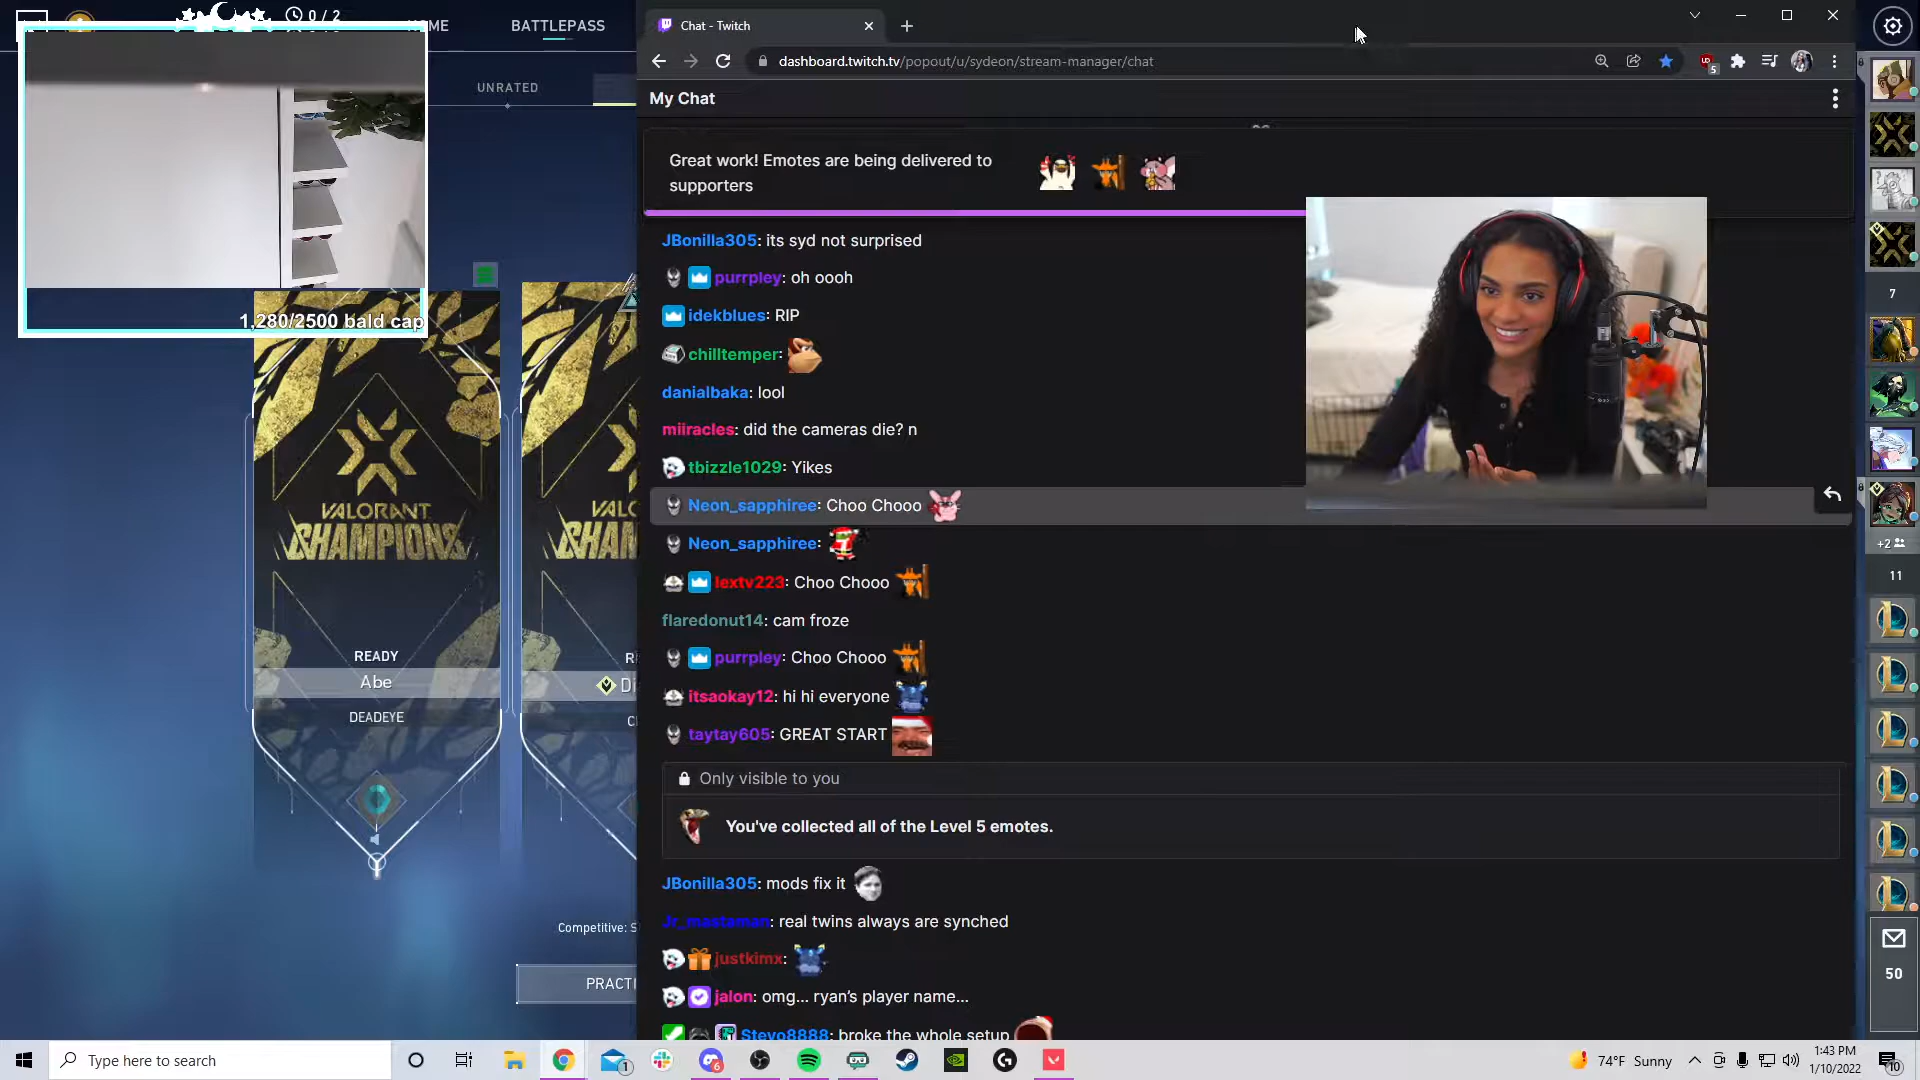 0 / 2
HOME
BATTLEPASS
UNRATED
1,280/2500 bald cap
VALORANT
CHAMPIONS
READY
Abe
DEADEYE
Competitive:
Chat - Twitch
dashboard.twitch.tv/popout/u/sydeon/stream-manager/chat
5
My Chat
Great work! Emotes are being delivered to
supporters
JBonilla305: its syd not surprised
purrpley: oh oooh
idekblues: RIP
chilltemper:
danialbaka: lool
miiracles: did the cameras die? n
tbizzle1029: Yikes
Neon_sapphiree: Choo Chooo
Neon_sapphiree:
lextv223: Choo Chooo
flaredonut14: cam froze
purrpley: Choo Chooo
itsaokay12: hi hi everyone
taytay605: GREAT START
Only visible to you
You've collected all of the Level 5 emotes.
JBonilla305: mods fix it
Jr_mastaman: real twins always are synched
justkimx:
jalon: omg... ryan's player name...
Stevo8888: broke the whole setup
7
+2
11
50
Type here to search
1
6
74°F Sunny
1:43 PM
1/10/2022
10